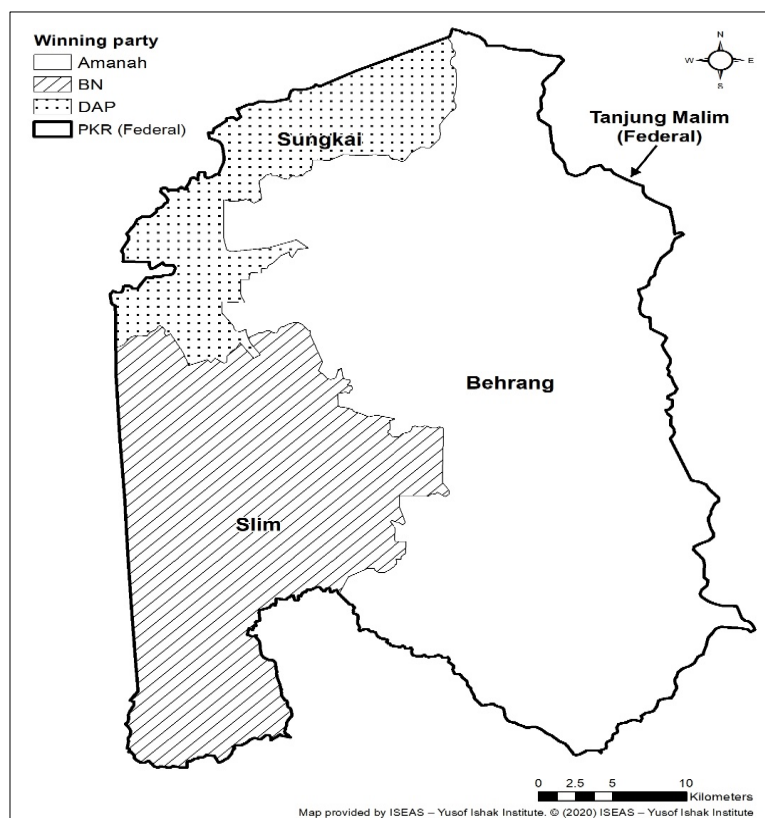 Winning party
Amanah
BN
DAP
PKR (Federal)
N
W E
S
Tanjung Malim
(Federal)
Sungkai
Behrang
Slim
0 2.5 5 10
Kilometers
Map provided by ISEAS – Yusof Ishak Institute. © (2020) ISEAS – Yusof Ishak Institute